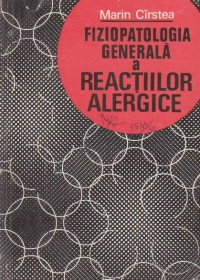 Marin Cîrstea
FIZIOPATOLOGIA
GENERALĂ
a
REACȚIILOR
ALERGICE